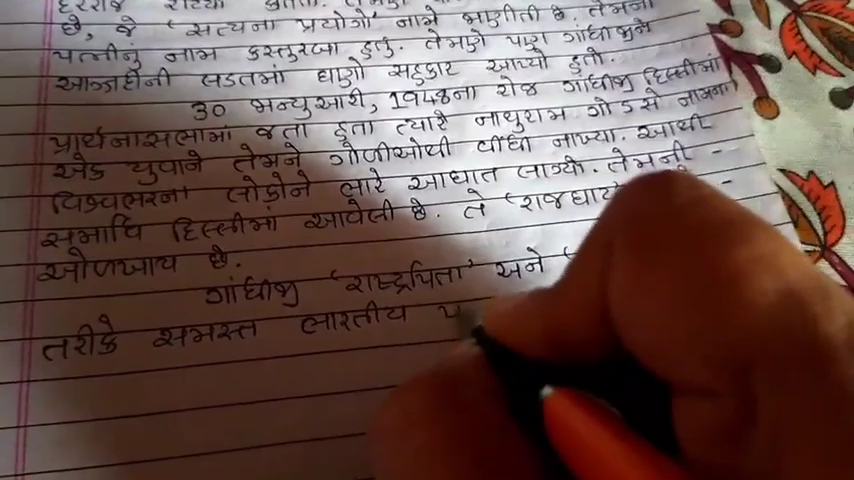 છે, જે 'સત્યના પ્રયોગો' નામે જાણીતી છે. તેમના
પત્નીનું નામ કસ્તુરબા હતું. તેમણે પણ ગાંધીજીને
આઝાદીની લડતમાં ઘણો સહકાર આપ્યો હતો.
30 જાન્યુઆરી, 1948ના રોજ ગાંધીજી દિલ્લીમાં
પ્રાર્થનાસભામાં જતા હતા ત્યારે નાથુરામ ગોડસે નામના
એક યુવાને તેમને ગોળીઓથી વીંધી નાખ્યા. આથી
વિશ્વભરના લોકોને ભારે આઘાત લાગ્યો. તેમની -
સમાધિ દિલ્લીમાં આવેલી છે. તે 'રાજઘાટ
ઓળખાય છે.
ગાંધીજી 'રાષ્ટ્રપિતા' અને '
તરીકે સમસ્ત ભારતીય